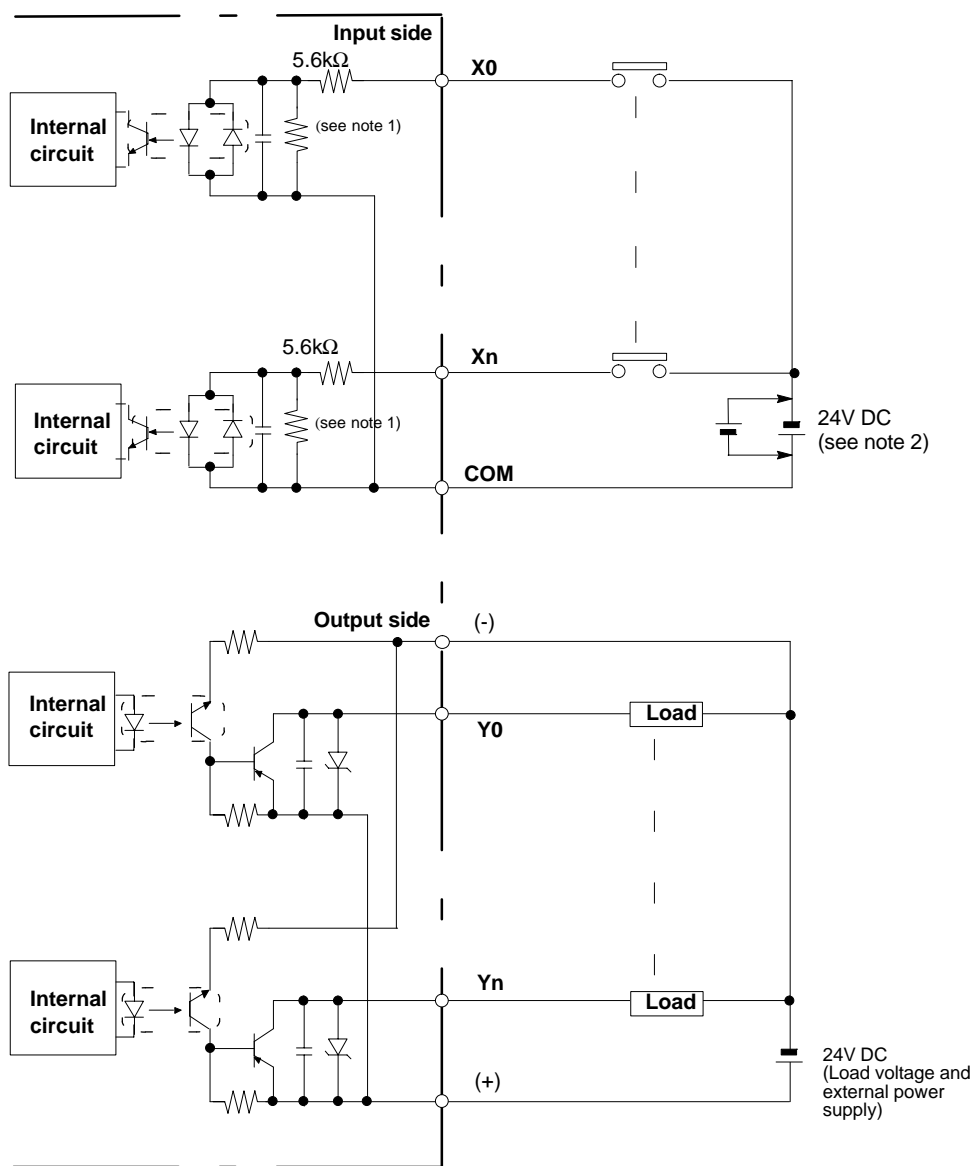 Input side
5.6kΩ
X0
Internal
circuit
(see note 1)
5.6kΩ
Xn
Internal
circuit
(see note 1)
24V DC
(see note 2)
COM
Output side
(-)
Internal
circuit
Load
Y0
Internal
circuit
Yn
Load
24V DC
(Load voltage and
external power
supply)
(+)